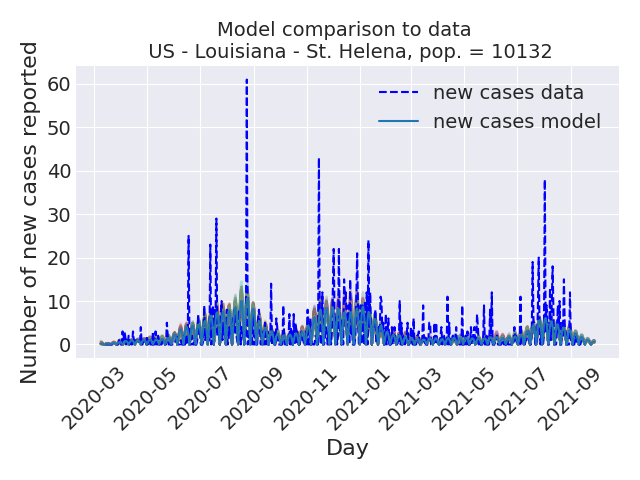 Model comparison to data
US - Louisiana - St. Helena, pop. = 10132
Number of new cases reported
60
50
40
30
20
10
0
new cases data
new cases model
2020-03
2020-05
2020-07
2020-09
2020-11
2021-01
2021-03
2021-05
2021-07
2021-09
Day